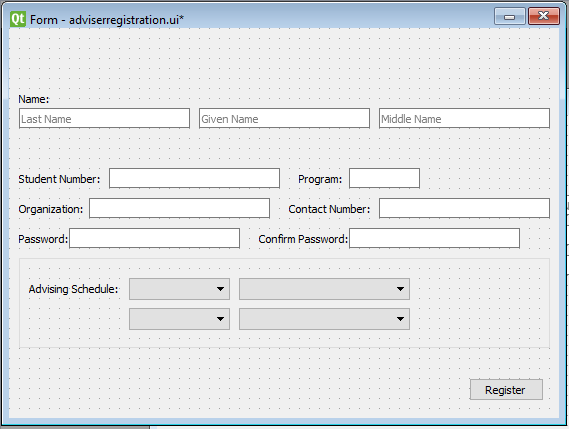 Qt Form - adviserregistration.ui*
Name:
Last Name Given Name Middle Name
Student Number: Program:
Organization: Contact Number:
Password: Confirm Password:
Advising Schedule:
Register